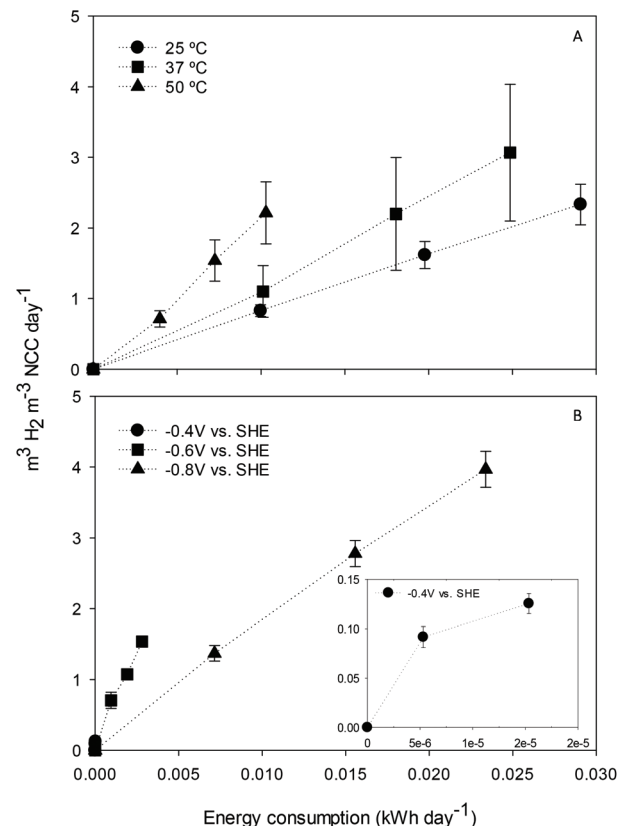 5
A
25 ºC
37 ºC
50 ºC
4
3
2
1
0
m³ H₂ m⁻³ NCC day⁻¹
5
B
-0.4V vs. SHE
-0.6V vs. SHE
-0.8V vs. SHE
4
3
2
1
0
0.15
-0.4V vs. SHE
0.10
0.05
0.00
0 5e-6 1e-5 2e-5 2e-5
0.000 0.005 0.010 0.015 0.020 0.025 0.030
Energy consumption (kWh day⁻¹)